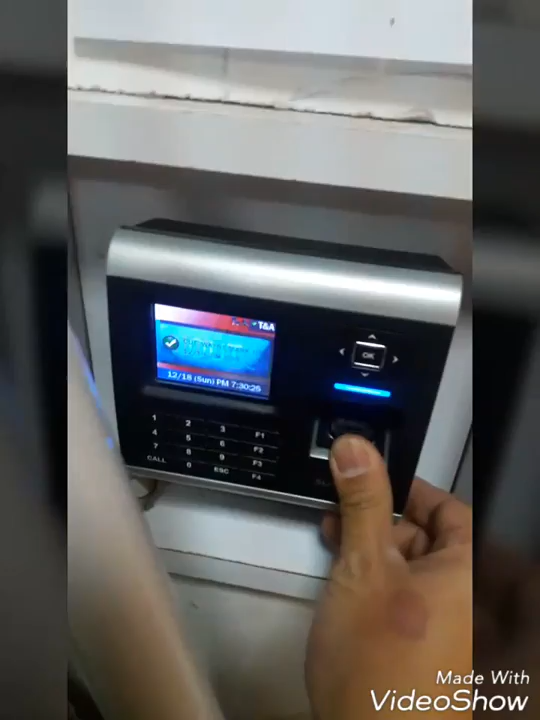 T&A
12/18 (Sun) PM 7:30:25
OK
1 2 3 F1
4 5 6 F2
7 8 9 F3
CALL 0 ESC F4
Made With
VideoShow